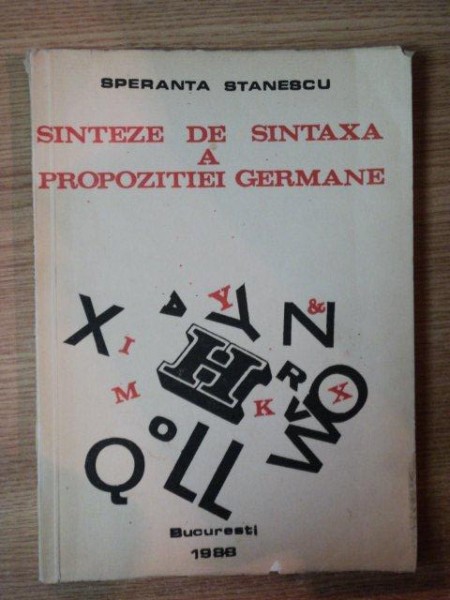 SPERANTA STANESCU
SINTEZE DE SINTAXA
A
PROPOZITIEI GERMANE
X A Y Y N &
I H R
M K V W O X
Q O L L
Bucuresti
1988